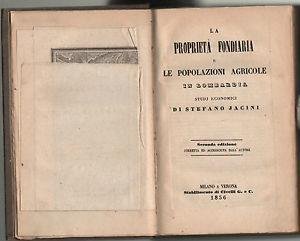 LA
PROPRIETÀ FONDIARIA
E
LE POPOLAZIONI AGRICOLE
IN LOMBARDIA
STUDJ ECONOMICI
DI STEFANO JACINI
Seconda edizione
CORRETTA ED ACCRESCIUTA DALL'AUTORE
MILANO E VERONA
Stabilimento di Civelli G. e C.
1856